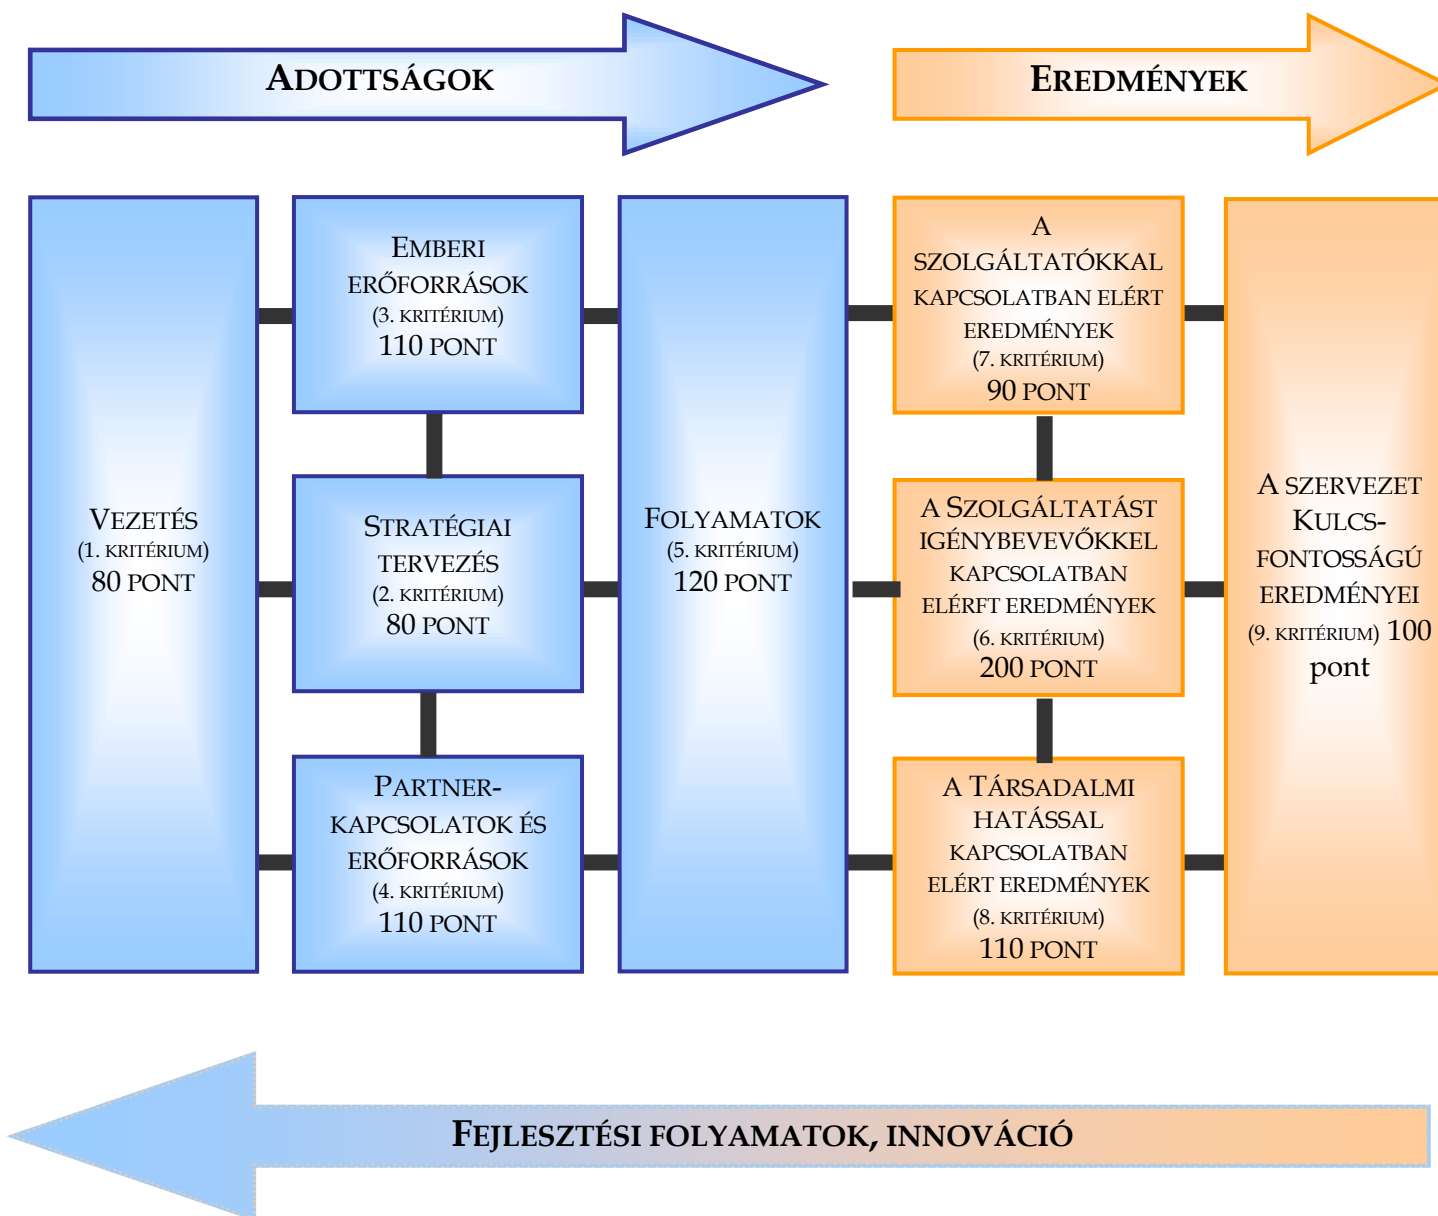 ADOTTSÁGOK
EREDMÉNYEK
VEZETÉS
(1. KRITÉRIUM)
80 PONT
EMBERI
ERŐFORRÁSOK
(3. KRITÉRIUM)
110 PONT
STRATÉGIAI
TERVEZÉS
(2. KRITÉRIUM)
80 PONT
PARTNER-
KAPCSOLATOK ÉS
ERŐFORRÁSOK
(4. KRITÉRIUM)
110 PONT
FOLYAMATOK
(5. KRITÉRIUM)
120 PONT
A
SZOLGÁLTATÓKKAL
KAPCSOLATBAN ELÉRT
EREDMÉNYEK
(7. KRITÉRIUM)
90 PONT
A SZOLGÁLTATÁST
IGÉNYBEVEVŐKKEL
KAPCSOLATBAN
ELÉRFT EREDMÉNYEK
(6. KRITÉRIUM)
200 PONT
A TÁRSADALMI
HATÁSSAL
KAPCSOLATBAN
ELÉRT EREDMÉNYEK
(8. KRITÉRIUM)
110 PONT
A SZERVEZET
KULCS-
FONTOSSÁGÚ
EREDMÉNYEI
(9. KRITÉRIUM) 100
pont
FEJLESZTÉSI FOLYAMATOK, INNOVÁCIÓ